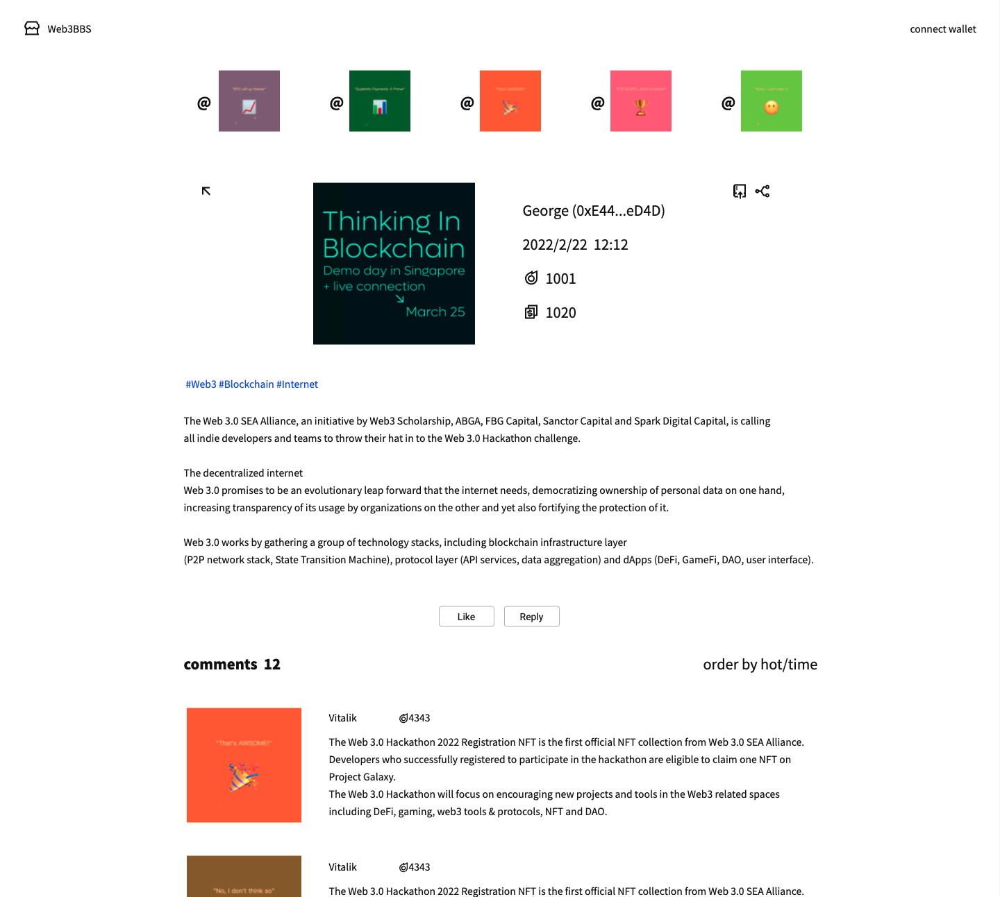 Web3BBS
connect wallet
@ "BTC will up forever"
@ "Quadratic Payments: A Primer"
@ "That's AWSOME!"
@
@
Thinking In
Blockchain
Demo day in Singapore
+ live connection
March 25
George (0xE44...eD4D)
2022/2/22 12:12
1001
1020
#Web3 #Blockchain #Internet
The Web 3.0 SEA Alliance, an initiative by Web3 Scholarship, ABGA, FBG Capital, Sanctor Capital and Spark Digital Capital, is calling
all indie developers and teams to throw their hat in to the Web 3.0 Hackathon challenge.
The decentralized internet
Web 3.0 promises to be an evolutionary leap forward that the internet needs, democratizing ownership of personal data on one hand,
increasing transparency of its usage by organizations on the other and yet also fortifying the protection of it.
Web 3.0 works by gathering a group of technology stacks, including blockchain infrastructure layer
(P2P network stack, State Transition Machine), protocol layer (API services, data aggregation) and dApps (DeFi, GameFi, DAO, user interface).
Like
Reply
comments 12
order by hot/time
"That's AWSOME!"
Vitalik 4343
The Web 3.0 Hackathon 2022 Registration NFT is the first official NFT collection from Web 3.0 SEA Alliance.
Developers who successfully registered to participate in the hackathon are eligible to claim one NFT on
Project Galaxy.
The Web 3.0 Hackathon will focus on encouraging new projects and tools in the Web3 related spaces
including DeFi, gaming, web3 tools & protocols, NFT and DAO.
"No, I don't think so"
Vitalik 4343
The Web 3.0 Hackathon 2022 Registration NFT is the first official NFT collection from Web 3.0 SEA Alliance.